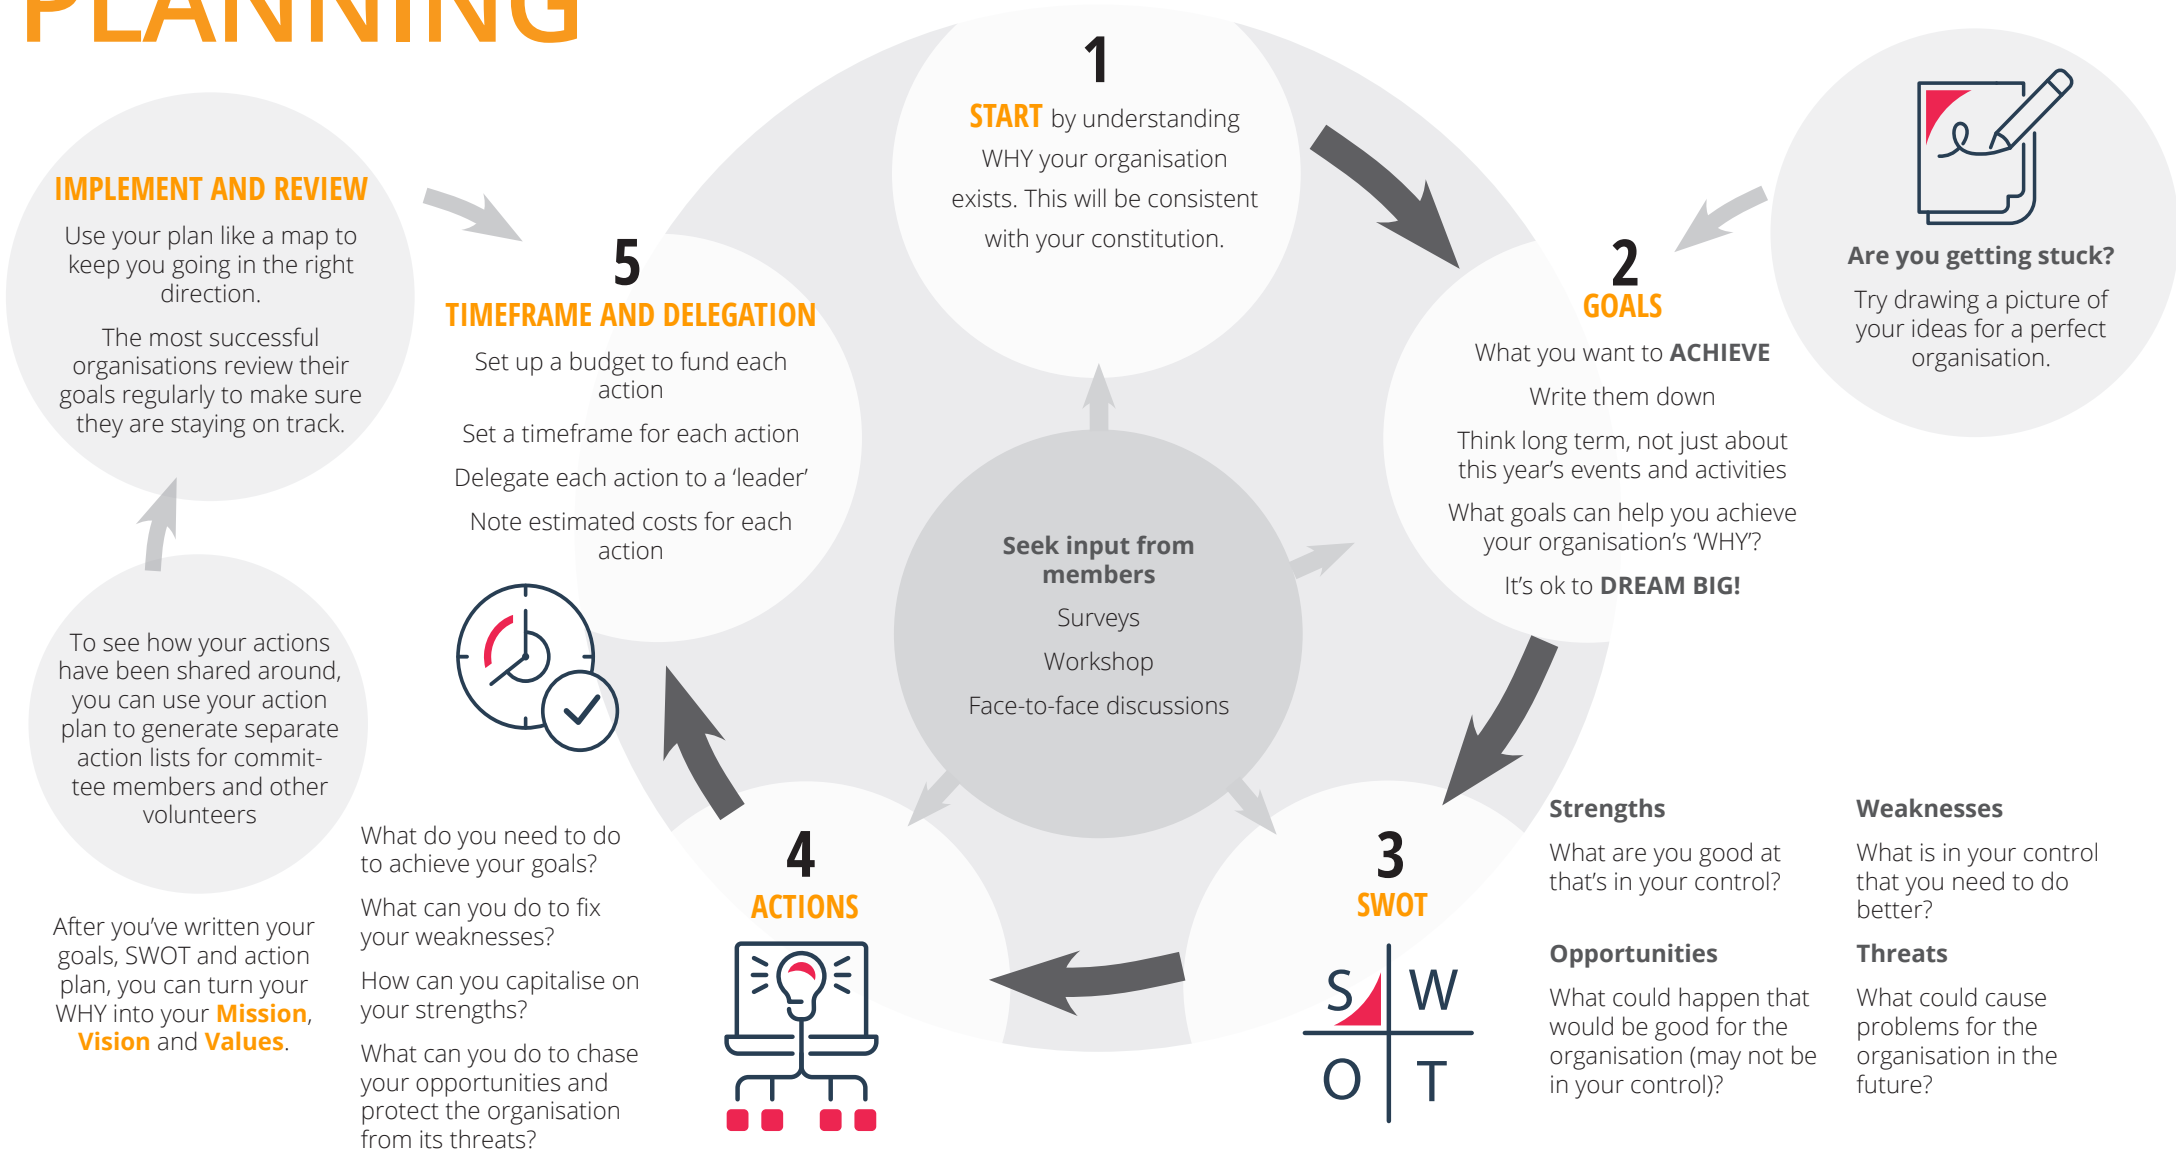 PLANNING
1
START by understanding
WHY your organisation
exists. This will be consistent
with your constitution.
2
GOALS
What you want to ACHIEVE
Write them down
Think long term, not just about
this year’s events and activities
What goals can help you achieve
your organisation’s ‘WHY’?
It’s ok to DREAM BIG!
Are you getting stuck?
Try drawing a picture of
your ideas for a perfect
organisation.
3
SWOT
S W
O T
Strengths
What are you good at
that’s in your control?
Weaknesses
What is in your control
that you need to do
better?
Opportunities
What could happen that
would be good for the
organisation (may not be
in your control)?
Threats
What could cause
problems for the
organisation in the
future?
4
ACTIONS
What do you need to do
to achieve your goals?
What can you do to fix
your weaknesses?
How can you capitalise on
your strengths?
What can you do to chase
your opportunities and
protect the organisation
from its threats?
5
TIMEFRAME AND DELEGATION
Set up a budget to fund each
action
Set a timeframe for each action
Delegate each action to a ‘leader’
Note estimated costs for each
action
Seek input from
members
Surveys
Workshop
Face-to-face discussions
IMPLEMENT AND REVIEW
Use your plan like a map to
keep you going in the right
direction.
The most successful
organisations review their
goals regularly to make sure
they are staying on track.
To see how your actions
have been shared around,
you can use your action
plan to generate separate
action lists for commit-
tee members and other
volunteers
After you’ve written your
goals, SWOT and action
plan, you can turn your
WHY into your Mission,
Vision and Values.